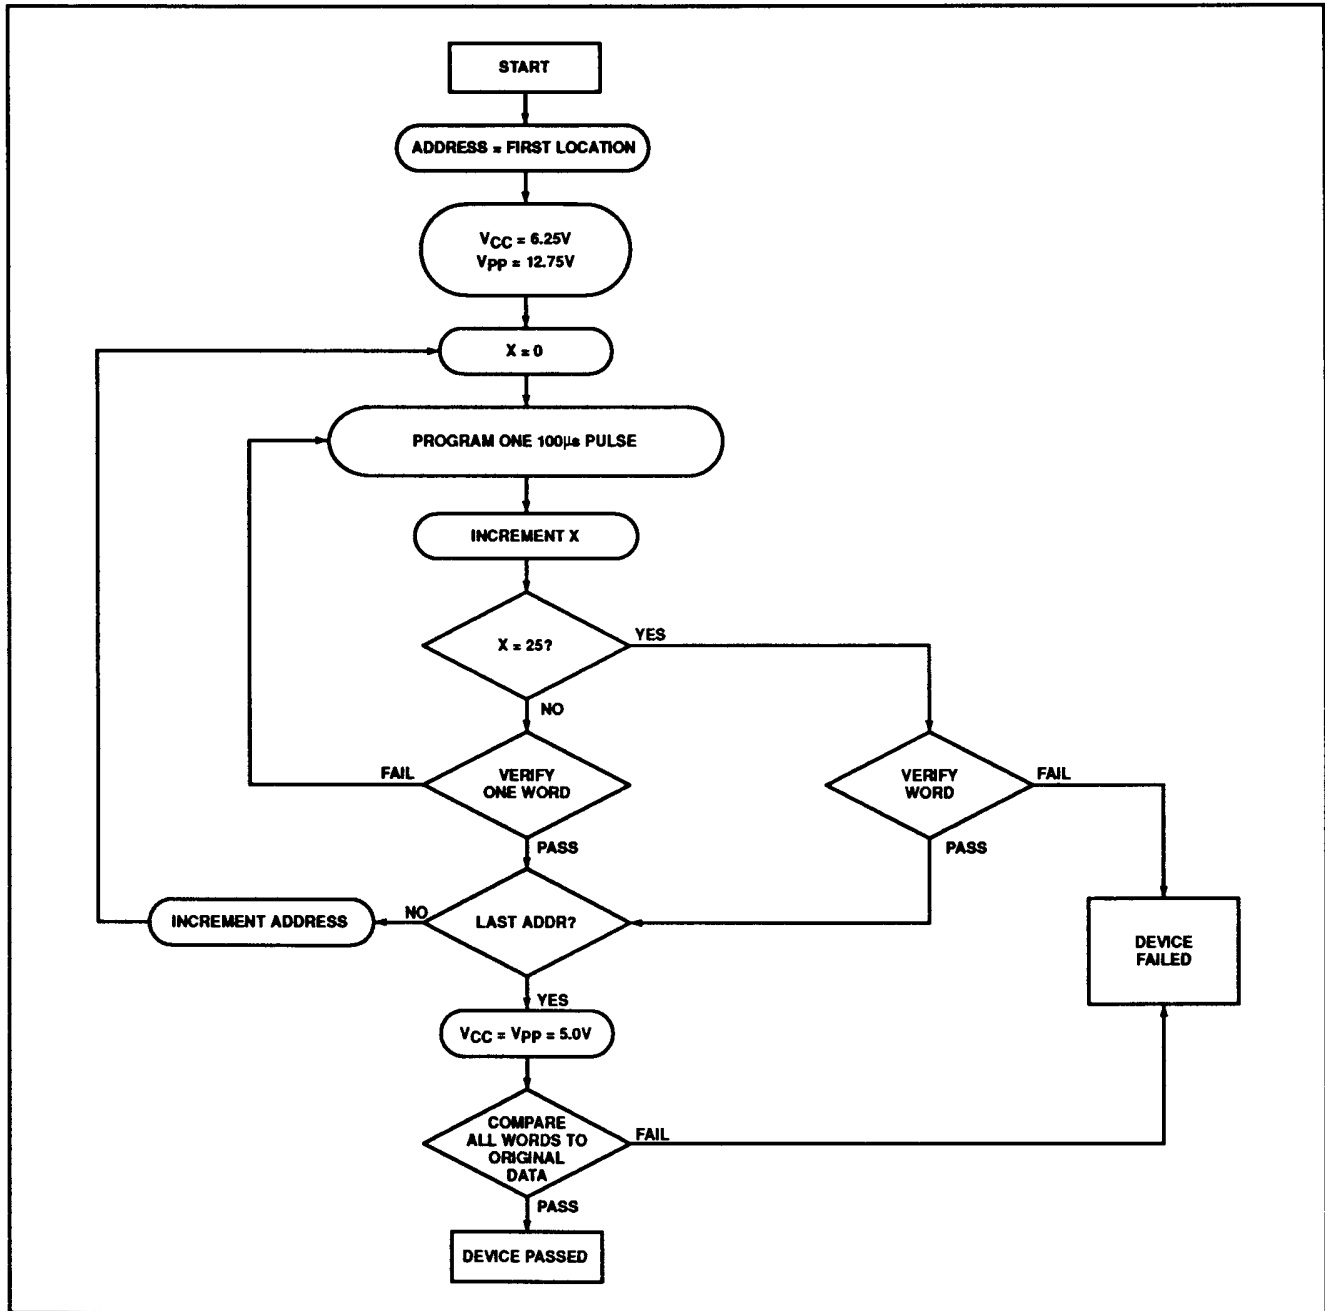 START
ADDRESS = FIRST LOCATION
VCC = 6.25V
VPP = 12.75V
X = 0
PROGRAM ONE 100µs PULSE
INCREMENT X
X = 25?
YES
NO
FAIL
VERIFY
ONE WORD
VERIFY
WORD
FAIL
PASS
PASS
INCREMENT ADDRESS
NO
LAST ADDR?
DEVICE
FAILED
YES
VCC = VPP = 5.0V
COMPARE
ALL WORDS TO
ORIGINAL
DATA
FAIL
PASS
DEVICE PASSED